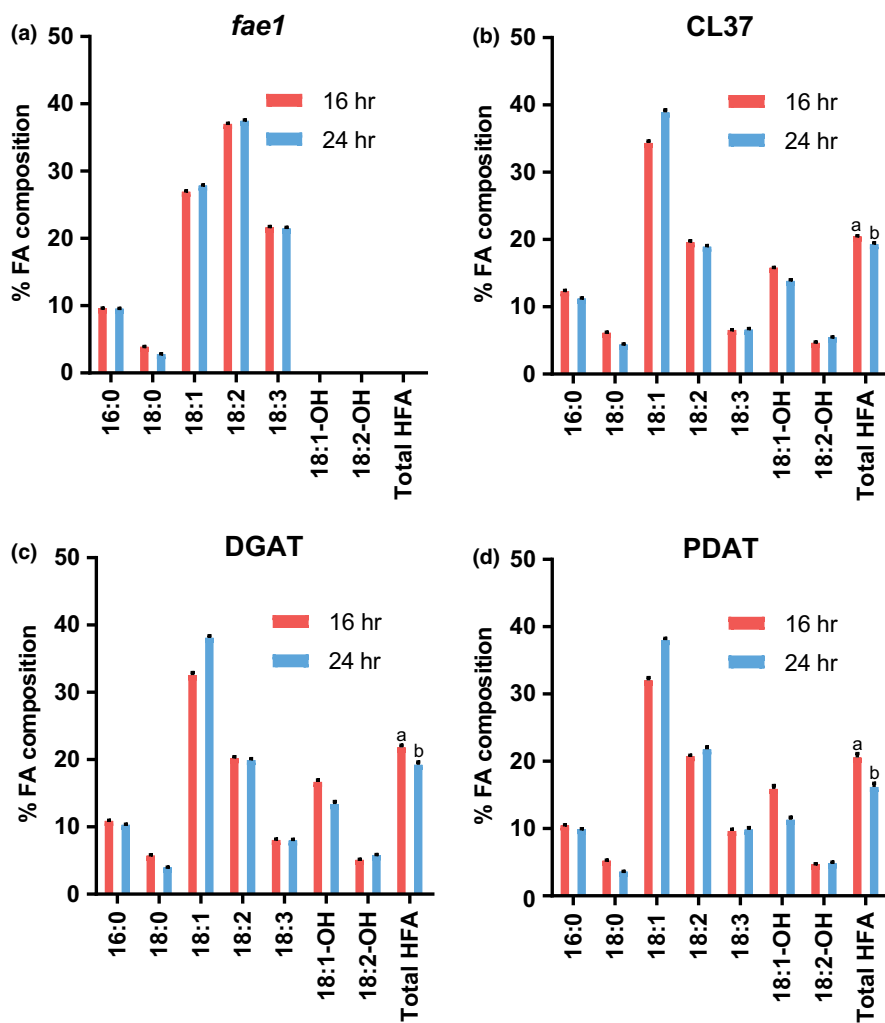 (a) fae1
50
40
30
20
10
0
% FA composition
16 hr
24 hr
16:0
18:0
18:1
18:2
18:3
18:1-OH
18:2-OH
Total HFA
(b) CL37
50
40
30
20
10
0
% FA composition
16 hr
24 hr
a b
16:0
18:0
18:1
18:2
18:3
18:1-OH
18:2-OH
Total HFA
(c) DGAT
50
40
30
20
10
0
% FA composition
16 hr
24 hr
a b
16:0
18:0
18:1
18:2
18:3
18:1-OH
18:2-OH
Total HFA
(d) PDAT
50
40
30
20
10
0
% FA composition
16 hr
24 hr
a b
16:0
18:0
18:1
18:2
18:3
18:1-OH
18:2-OH
Total HFA